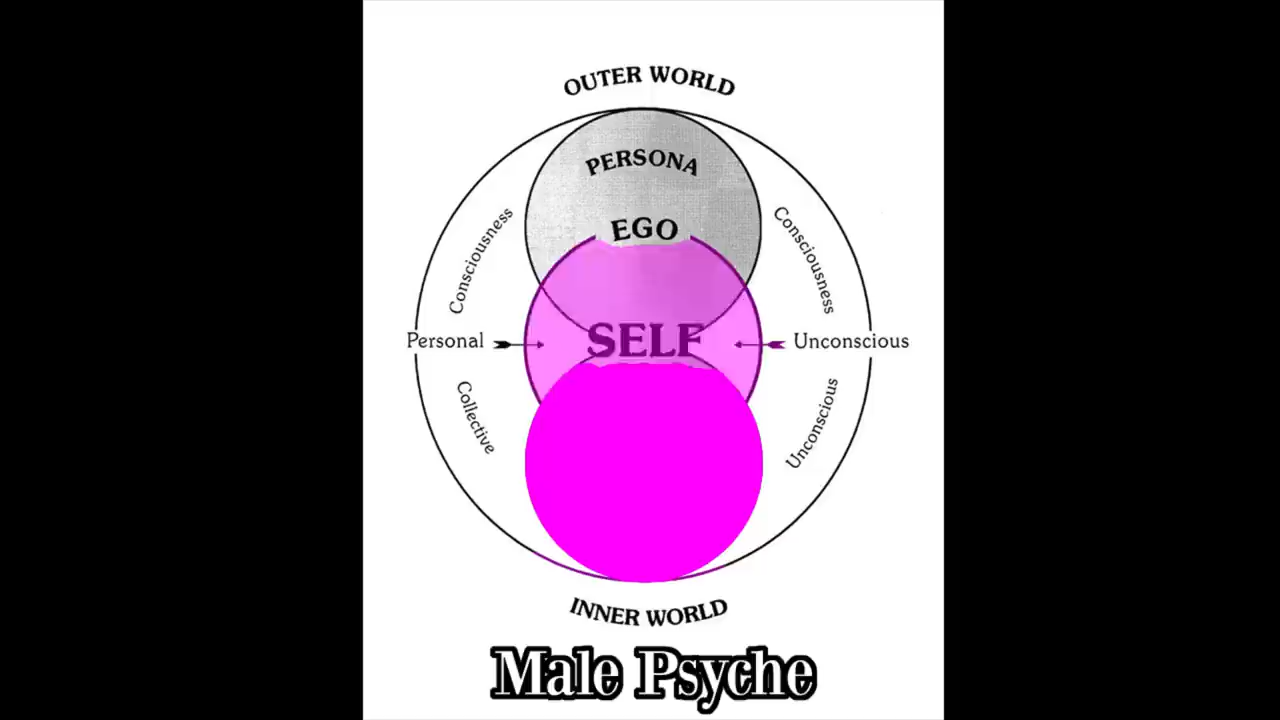 OUTER WORLD
PERSONA
EGO
Consciousness
Consciousness
SELF
Personal
Unconscious
Collective
Unconscious
INNER WORLD
Male Psyche